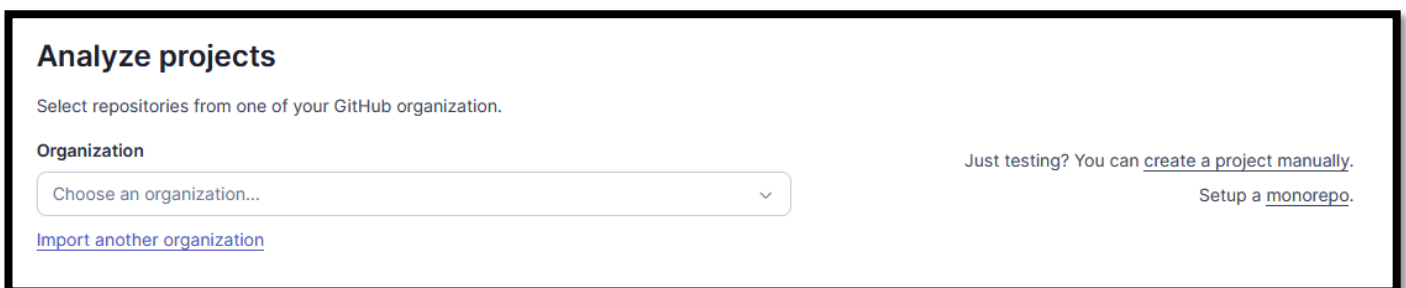 Analyze projects
Select repositories from one of your GitHub organization.
Organization
Choose an organization...
Import another organization
Just testing? You can create a project manually.
Setup a monorepo.